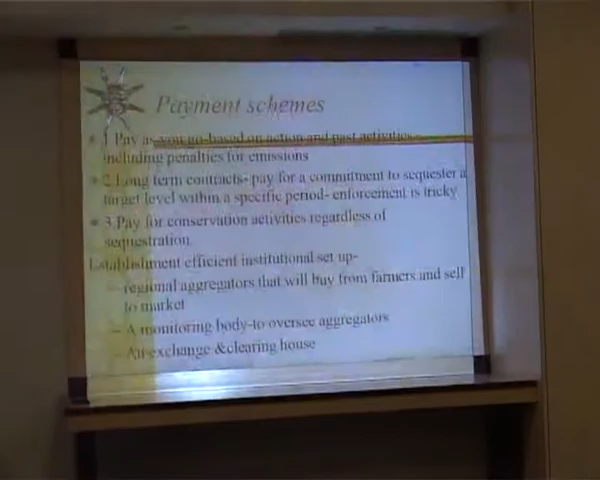 Payment schemes
1.Pay as you go-based on action and past activities-
including penalties for emissions
2.Long term contracts- pay for a commitment to sequester a
target level within a specific period- enforcement is tricky
3.Pay for conservation activities regardless of
sequestration.
Establishment efficient institutional set up-
– regional aggregators that will buy from farmers and sell
to market
– A monitoring body-to oversee aggregators
– An exchange &clearing house